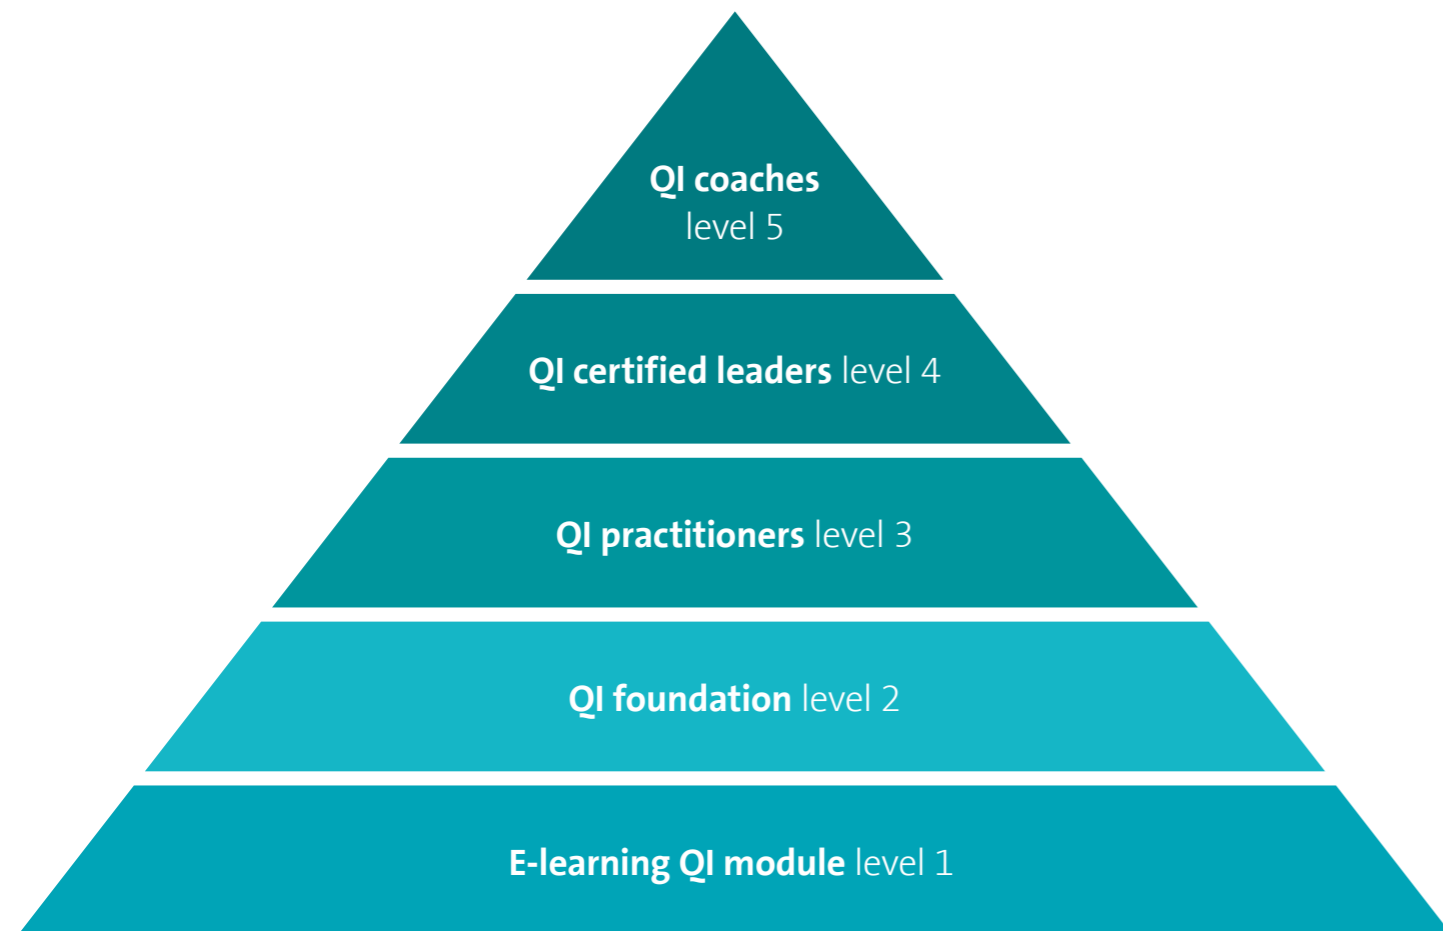 QI coaches
level 5
QI certified leaders level 4
QI practitioners level 3
QI foundation level 2
E-learning QI module level 1